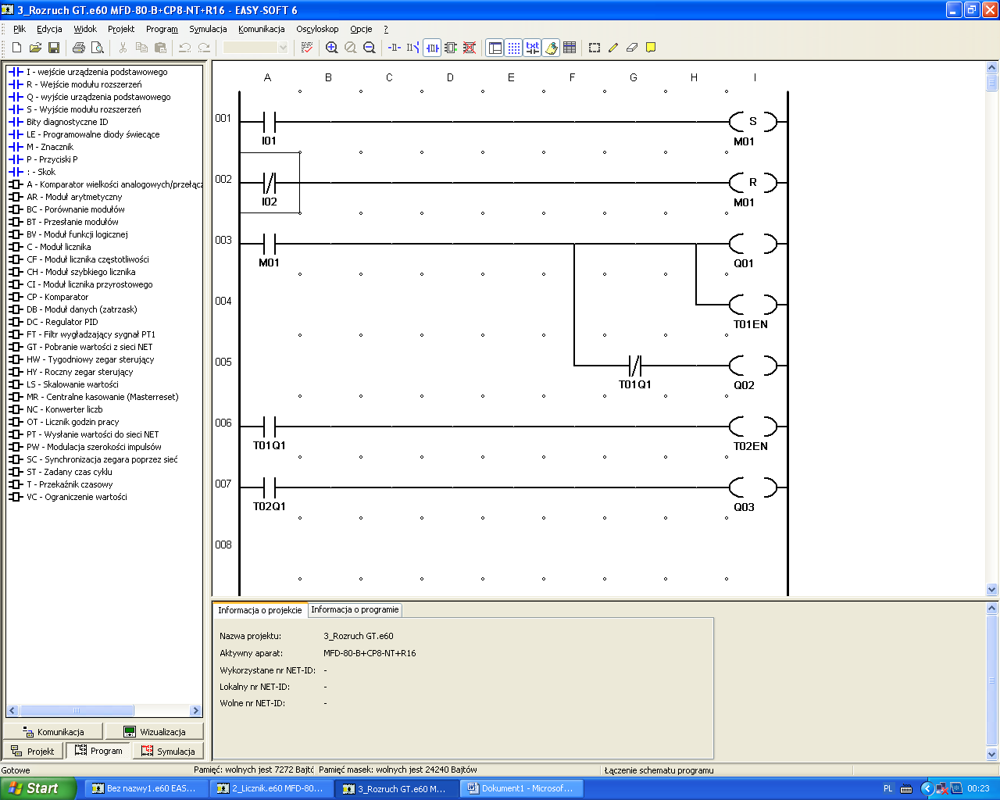 3_Rozruch GT.e60 MFD-80-B+CP8-NT+R16 - EASY-SOFT 6
Plik Edycja Widok Projekt Program Symulacja Komunikacja Oscyloskop Opcje ?
I - wejście urządzenia podstawowego
R - Wejście modułu rozszerzeń
Q - wyjście urządzenia podstawowego
S - Wyjście modułu rozszerzeń
Bity diagnostyczne ID
LE - Programowalne diody świecące
M - Znacznik
P - Przyciski P
: - Skok
A - Komparator wielkości analogowych/przełącz
AR - Moduł arytmetyczny
BC - Porównanie modułów
BT - Przesłanie modułów
BV - Moduł funkcji logicznej
C - Moduł licznika
CF - Moduł licznika częstotliwości
CH - Moduł szybkiego licznika
CI - Moduł licznika przyrostowego
CP - Komparator
DB - Moduł danych (zatrzask)
DC - Regulator PID
FT - Filtr wygładzający sygnał PT1
GT - Pobranie wartości z sieci NET
HW - Tygodniowy zegar sterujący
HY - Roczny zegar sterujący
LS - Skalowanie wartości
MR - Centralne kasowanie (Masterreset)
NC - Konwerter liczb
OT - Licznik godzin pracy
PT - Wysłanie wartości do sieci NET
PW - Modulacja szerokości impulsów
SC - Synchronizacja zegara poprzez sieć
ST - Zadany czas cyklu
T - Przekaźnik czasowy
VC - Ograniczenie wartości
Komunikacja Wizualizacja
Projekt Program Symulacja
A B C D E F G H I
001 S
I01 M01
002 R
I02 M01
003
M01 Q01
004
T01EN
005
T01Q1 Q02
006
T01Q1 T02EN
007
T02Q1 Q03
008
Informacja o projekcie Informacja o programie
Nazwa projektu: 3_Rozruch GT.e60
Aktywny aparat: MFD-80-B+CP8-NT+R16
Wykorzystane nr NET-ID: -
Lokalny nr NET-ID: -
Wolne nr NET-ID: -
Gotowe Pamięć: wolnych jest 7272 Bajtó Pamięć masek: wolnych jest 24240 Bajtów Łączenie schematu programu
Start Bez nazwy1.e60 EAS... 2_Licznik.e60 MFD-80... 3_Rozruch GT.e60 M... Dokument1 - Microsof... PL 00:23